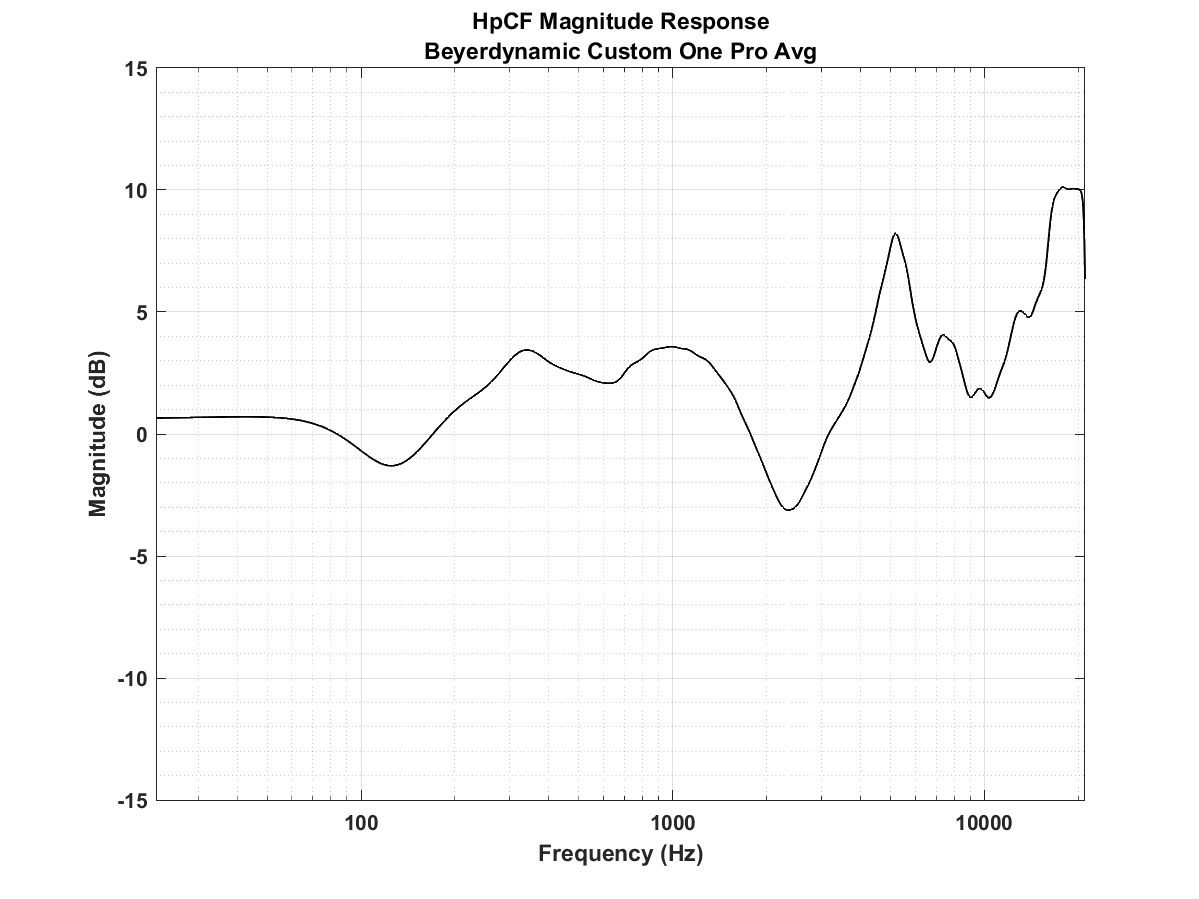 HpCF Magnitude Response
Beyerdynamic Custom One Pro Avg
15
10
5
0
-5
-10
-15
Magnitude (dB)
100
1000
10000
Frequency (Hz)